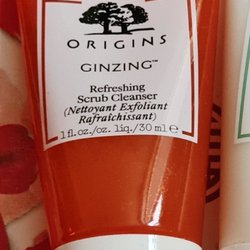 ORIGINS
GINZING™
Refreshing
Scrub Cleanser
(Nettoyant Exfoliant
Rafraîchissant)
1 fl.oz./oz. liq./30 ml ℮